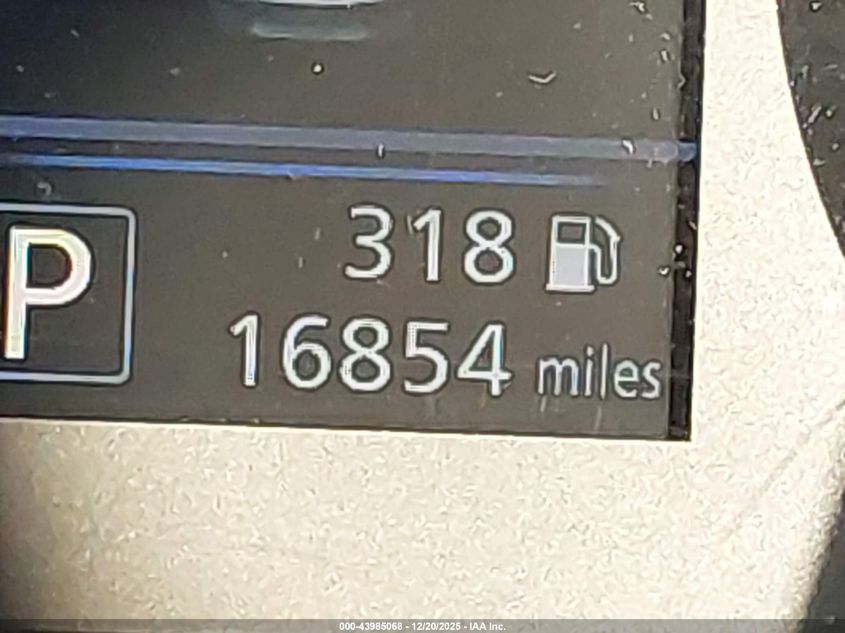 318
P
16854 miles
000-43985068 - 12/20/2025 - IAA Inc.